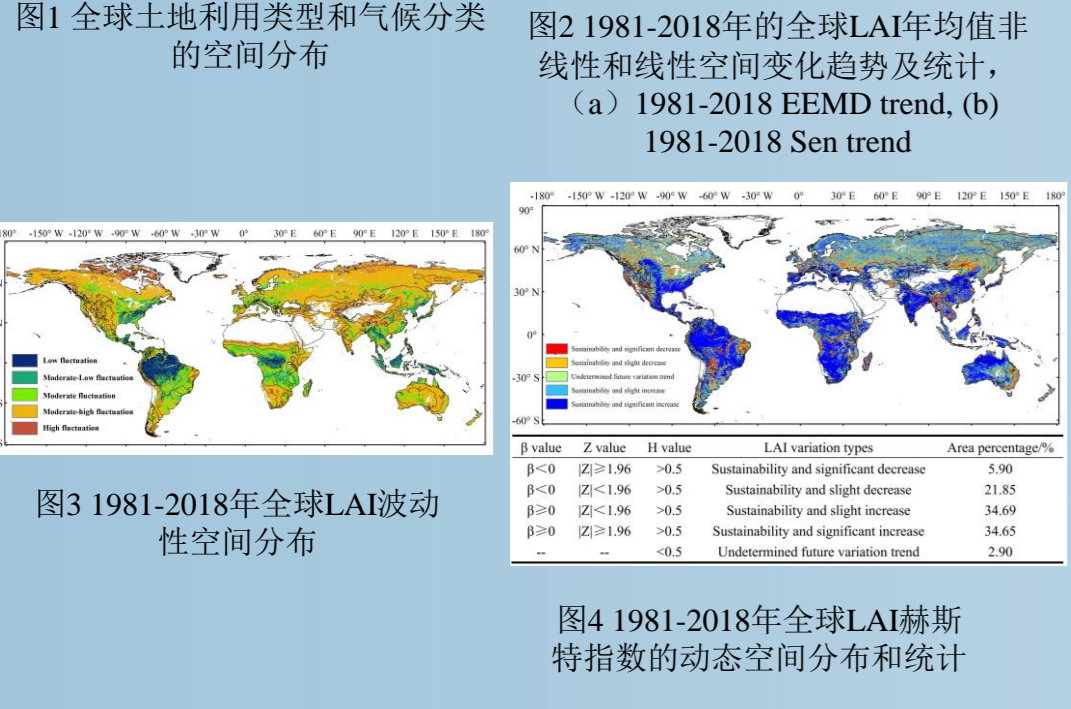 图1 全球土地利用类型和气候分类
的空间分布
图2 1981-2018年的全球LAI年均值非
线性和线性空间变化趋势及统计，
（a）1981-2018 EEMD trend, (b)
1981-2018 Sen trend
80° -150° W -120° W -90° W -60° W -30° W 0° 30° E 60° E 90° E 120° E 150° E 180°
Low fluctuation
Moderate-Low fluctuation
Moderate fluctuation
Moderate-high fluctuation
High fluctuation
图3 1981-2018年全球LAI波动
性空间分布
-180° -150° W -120° W -90° W -60° W -30° W 0° 30° E 60° E 90° E 120° E 150° E 180°
90°
60° N
30° N
0°
-30° S
-60° S
Sustainability and significant decrease
Sustainability and slight decrease
Undetermined future variation trend
Sustainability and slight increase
Sustainability and significant increase
β value Z value H value LAI variation types Area percentage/%
β＜0 |Z|≥1.96 >0.5 Sustainability and significant decrease 5.90
β＜0 |Z|＜1.96 >0.5 Sustainability and slight decrease 21.85
β≥0 |Z|＜1.96 >0.5 Sustainability and slight increase 34.69
β≥0 |Z|≥1.96 >0.5 Sustainability and significant increase 34.65
-- -- <0.5 Undetermined future variation trend 2.90
图4 1981-2018年全球LAI赫斯
特指数的动态空间分布和统计